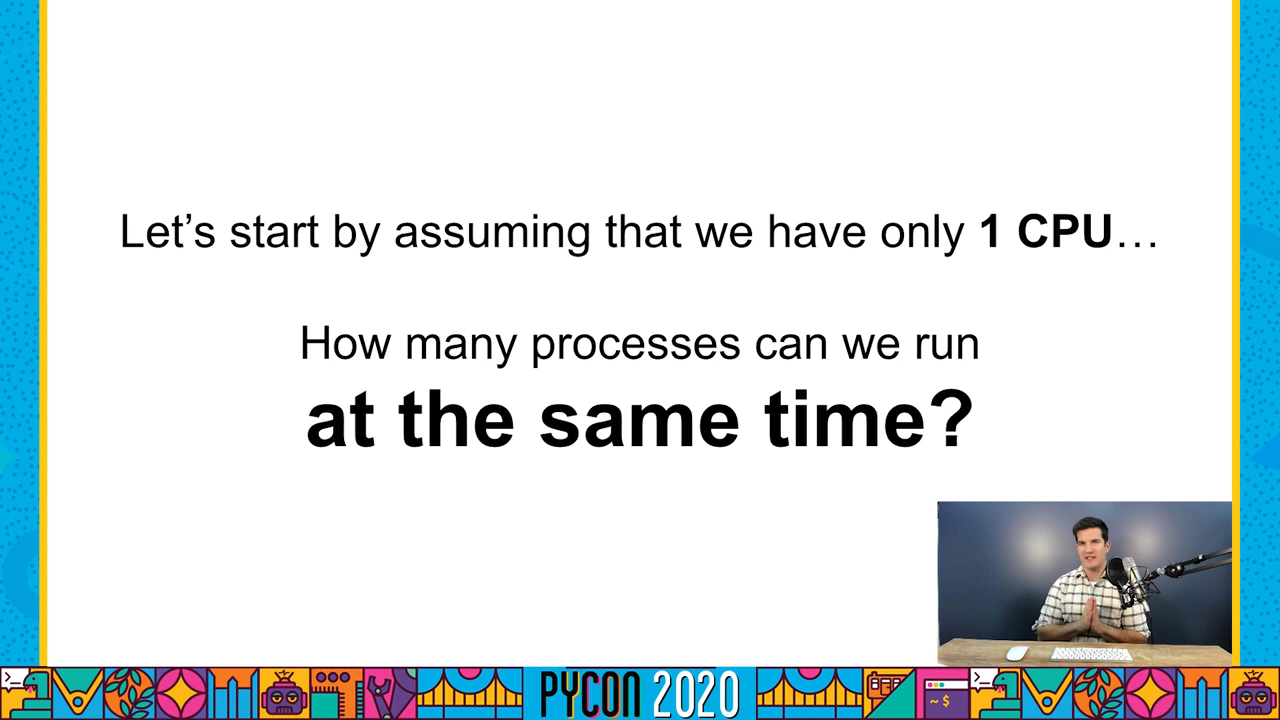 Let’s start by assuming that we have only 1 CPU…
How many processes can we run
at the same time?
~$
PYCON 2020